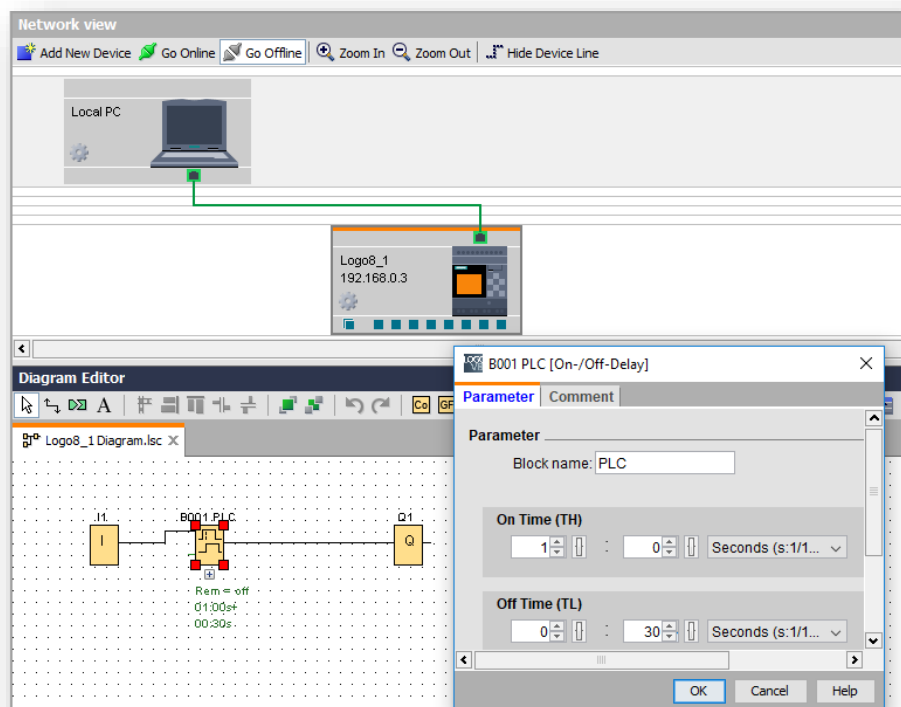 Network view
Add New Device Go Online Go Offline Zoom In Zoom Out Hide Device Line
Local PC
Logo8_1
192.168.0.3
Diagram Editor
A Co GF
Logo8_1 Diagram.lsc
I1 B001 PLC Q1
I Q
Rem = off
01:00s+
00:30s
B001 PLC [On-/Off-Delay]
Parameter Comment
Parameter
Block name: PLC
On Time (TH)
1 : 0 Seconds (s:1/1...
Off Time (TL)
0 : 30 Seconds (s:1/1...
OK Cancel Help